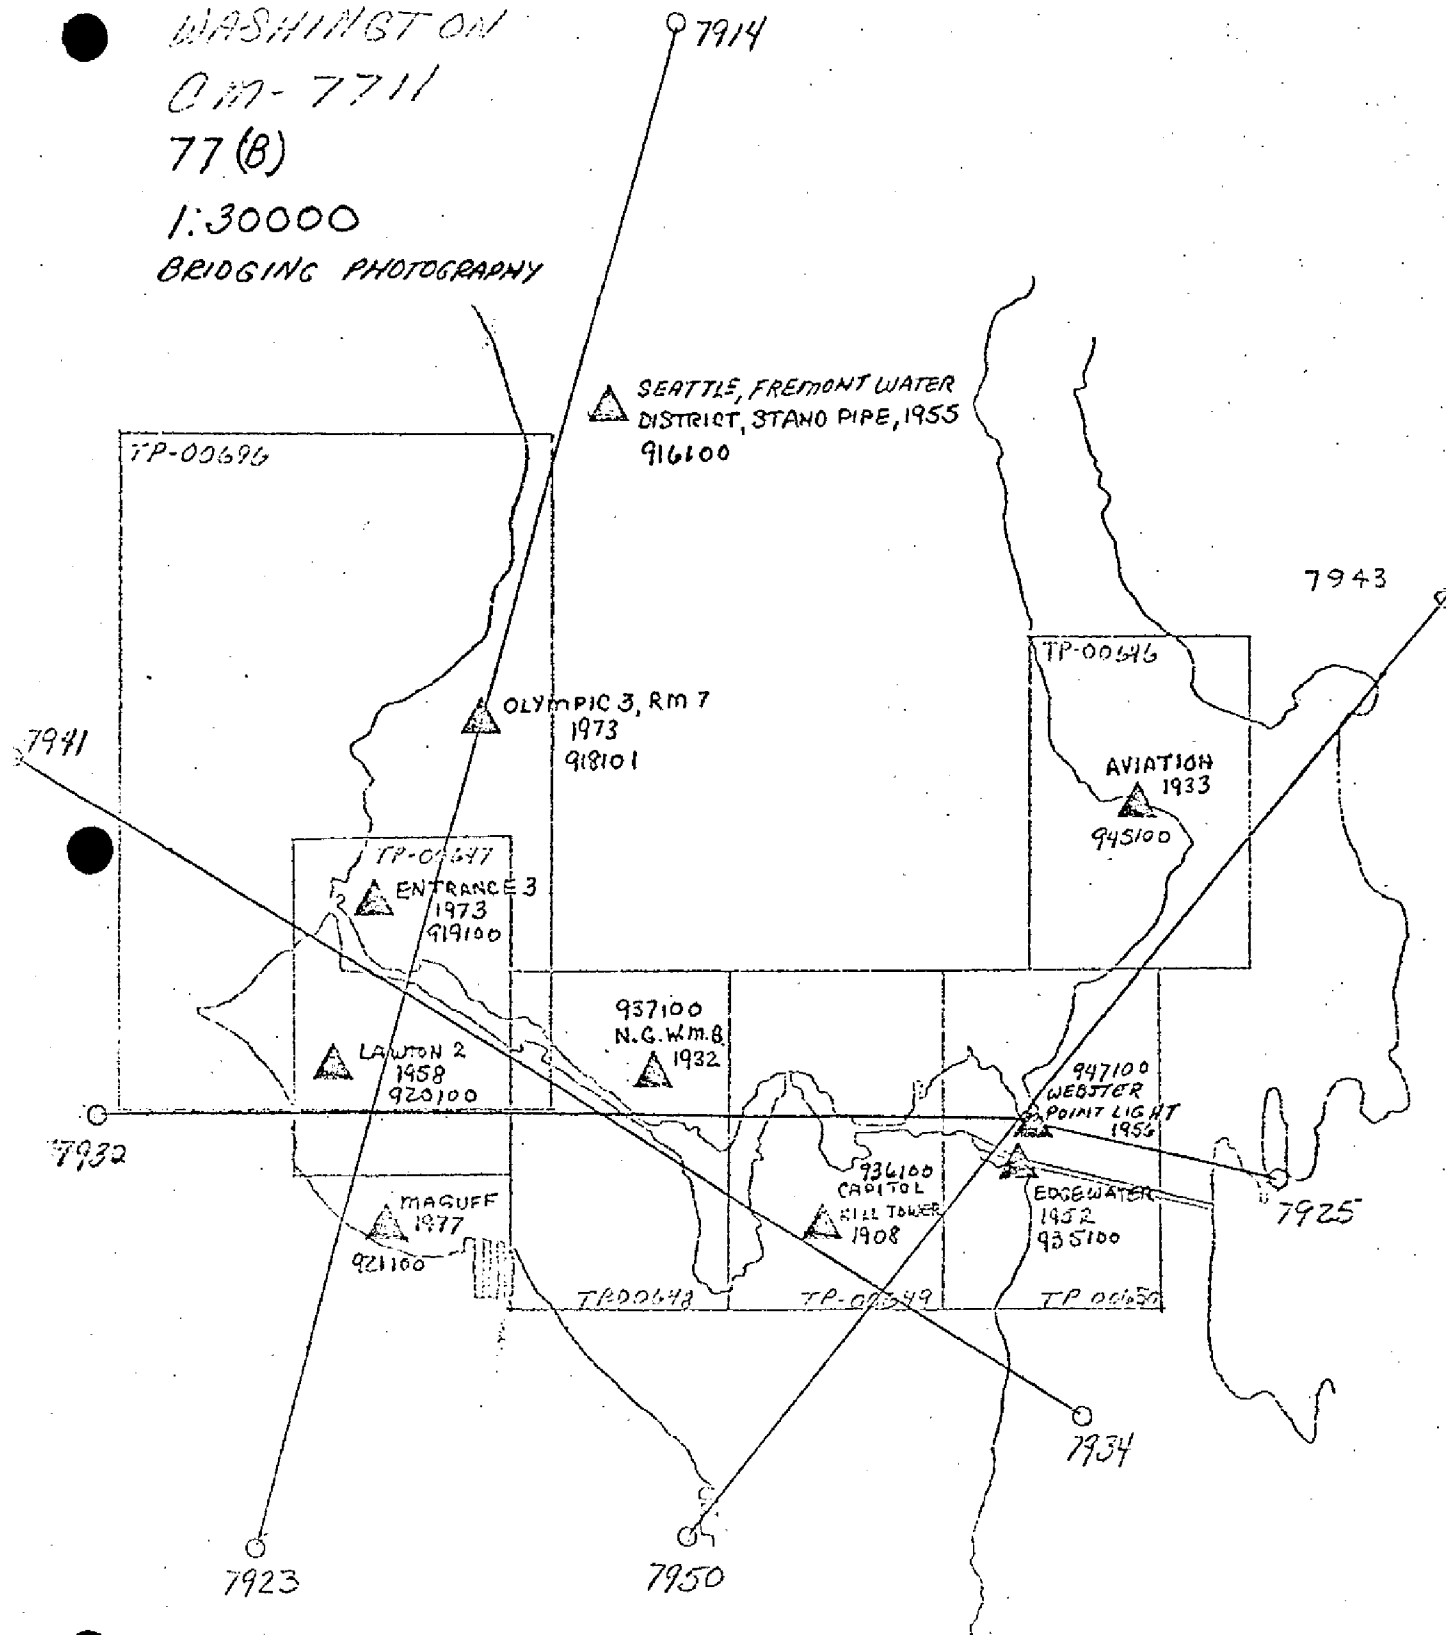 WASHINGTON
CM-7711
77(B)
1:30000
BRIDGING PHOTOGRAPHY
7914
SEATTLE, FREMONT WATER
DISTRICT, STAND PIPE, 1955
916100
TP-00696
7943
TP-00646
OLYMPIC 3, RM 7
1973
918101
7941
AVIATION
1933
945100
TP-00647
ENTRANCE 3
1973
919100
937100
N.G.W.M.B.
1932
LAWTON 2
1958
920100
947100
WEBSTER
POINT LIGHT
1956
7932
936100
CAPITOL
HILL TOWER
1908
EDGEWATER
1952
935100
7925
MAGUFF
1977
921100
TP00648
TP-00649
TP 00650
7934
7923
7950